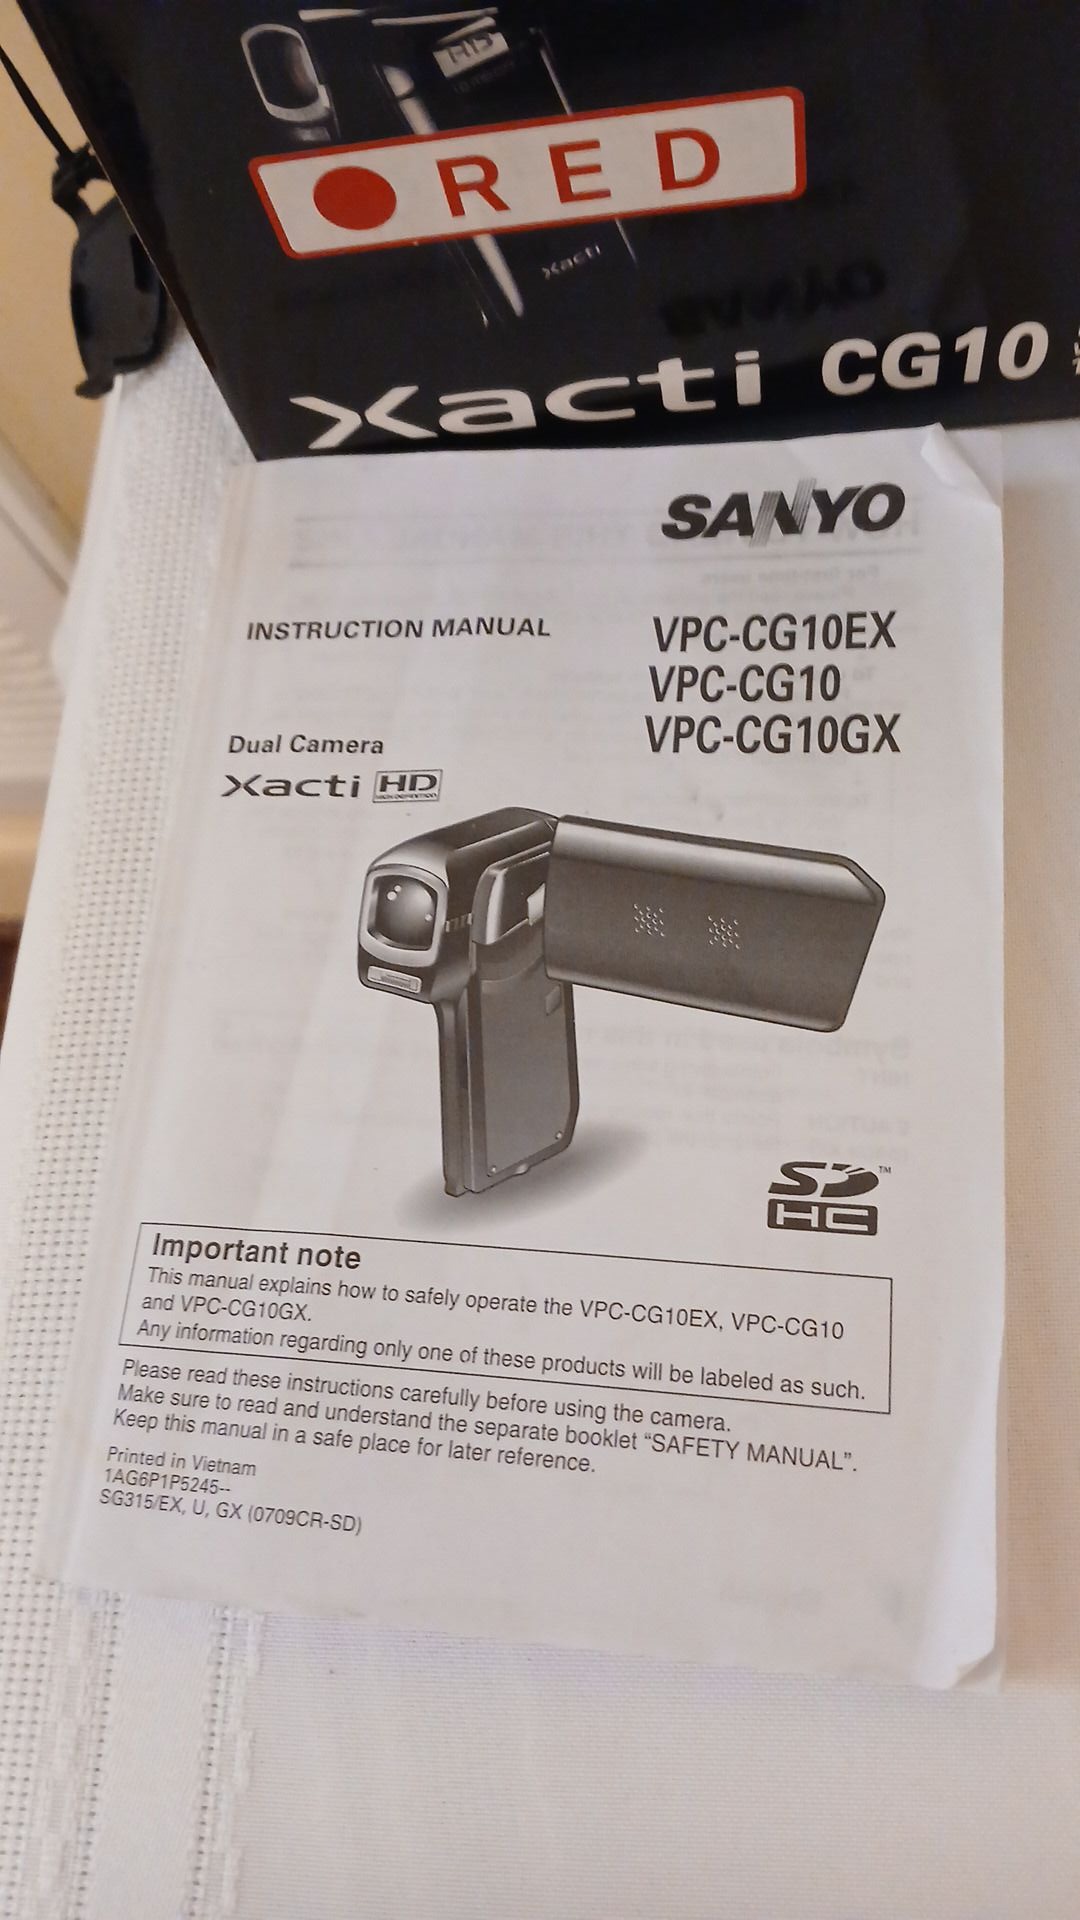 RED
Xacti
Xacti CG10
SANYO
INSTRUCTION MANUAL
VPC-CG10EX
VPC-CG10
VPC-CG10GX
Dual Camera
Xacti HD
HIGH DEFINITION
SD™
HC
Important note
This manual explains how to safely operate the VPC-CG10EX, VPC-CG10
and VPC-CG10GX.
Any information regarding only one of these products will be labeled as such.
Please read these instructions carefully before using the camera.
Make sure to read and understand the separate booklet “SAFETY MANUAL”.
Keep this manual in a safe place for later reference.
Printed in Vietnam
1AG6P1P5245--
SG315/EX, U, GX (0709CR-SD)